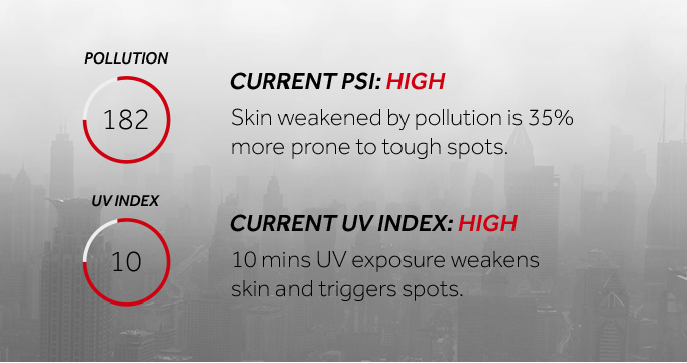 POLLUTION
182
CURRENT PSI: HIGH
Skin weakened by pollution is 35%
more prone to tough spots.
UV INDEX
10
CURRENT UV INDEX: HIGH
10 mins UV exposure weakens
skin and triggers spots.